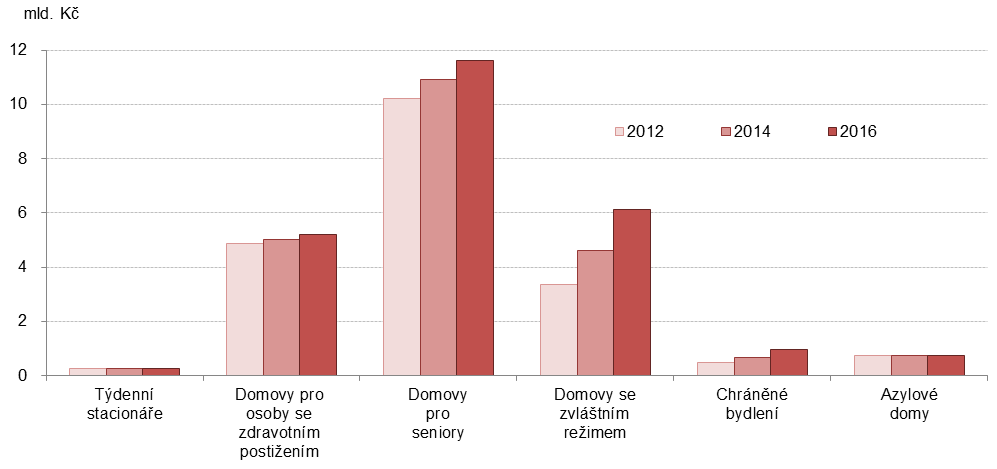 mld. Kč
12
10
8
6
4
2
0
2012
2014
2016
Týdenní
stacionáře
Domovy pro
osoby se
zdravotním
postižením
Domovy
pro
seniory
Domovy se
zvláštním
režimem
Chráněné
bydlení
Azylové
domy